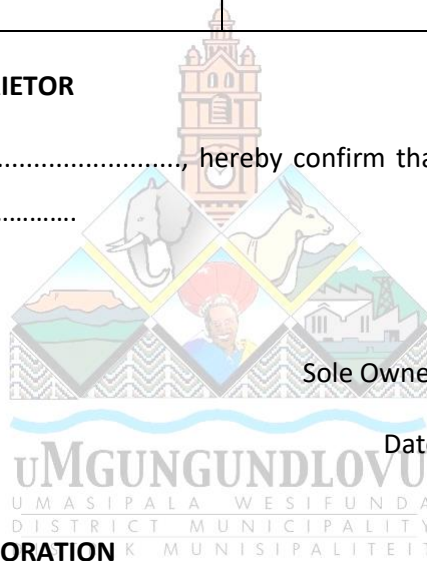 IETOR
........................, hereby confirm tha
............
Sole Owne
Dat
UMGUNGUNDLOVU
UMASIPALA WESIFUNDA
DISTRICT MUNICIPALITY
ORATION
K MUNISIPALITEIT